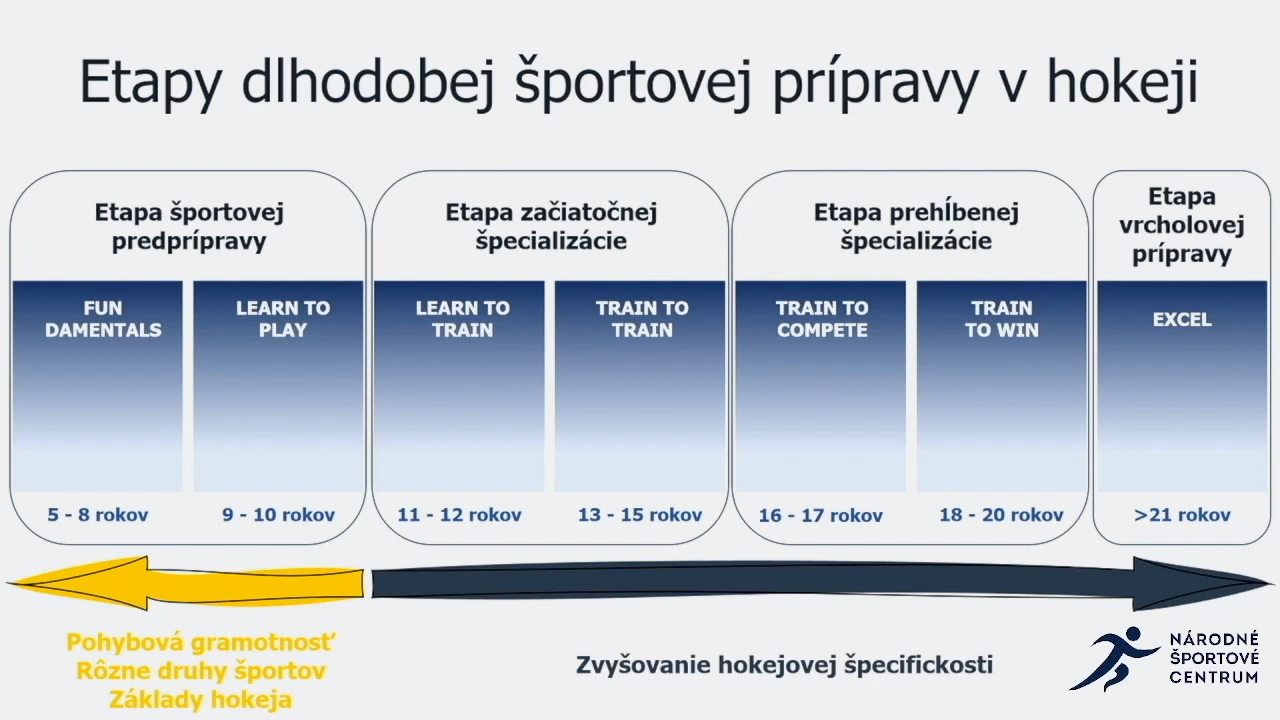 Etapy dlhodobej športovej prípravy v hokeji
Etapa športovej
predprípravy
Etapa začiatočnej
špecializácie
Etapa prehĺbenej
špecializácie
Etapa
vrcholovej
prípravy
FUN
DAMENTALS
LEARN TO
PLAY
LEARN TO
TRAIN
TRAIN TO
TRAIN
TRAIN TO
COMPETE
TRAIN
TO WIN
EXCEL
5 - 8 rokov
9 - 10 rokov
11 - 12 rokov
13 - 15 rokov
16 - 17 rokov
18 - 20 rokov
>21 rokov
Pohybová gramotnosť
Rôzne druhy športov
Základy hokeja
Zvyšovanie hokejovej špecifickosti
NÁRODNÉ
ŠPORTOVÉ
CENTRUM